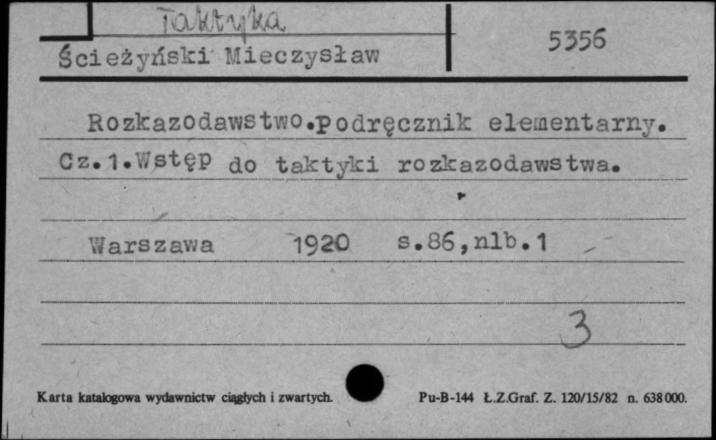 Taktyka
Ścieżyński Mieczysław 5356
Rozkazodawstwo.Podręcznik elementarny.
Cz.1.Wstęp do taktyki rozkazodawstwa.
Warszawa 1920 s.86,nlb.1
3
Karta katalogowa wydawnictw ciągłych i zwartych. Pu-B-144 Ł.Z.Graf. Z. 120/15/82 n. 638000.